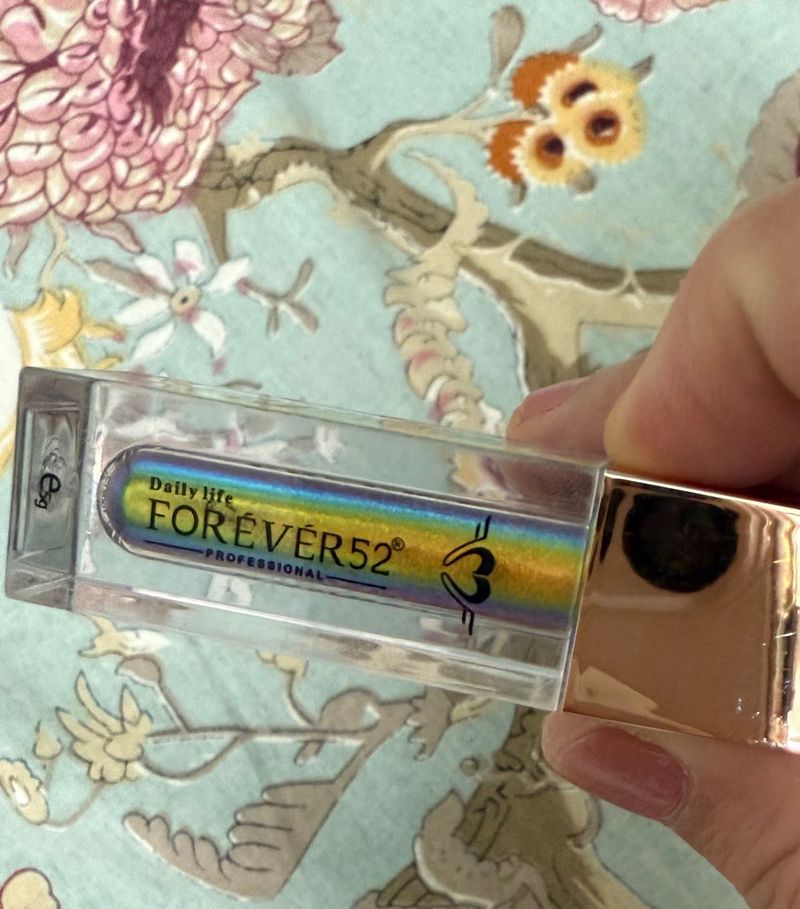 Daily life
FORÉVÉR52®
PROFESSIONAL
e5g